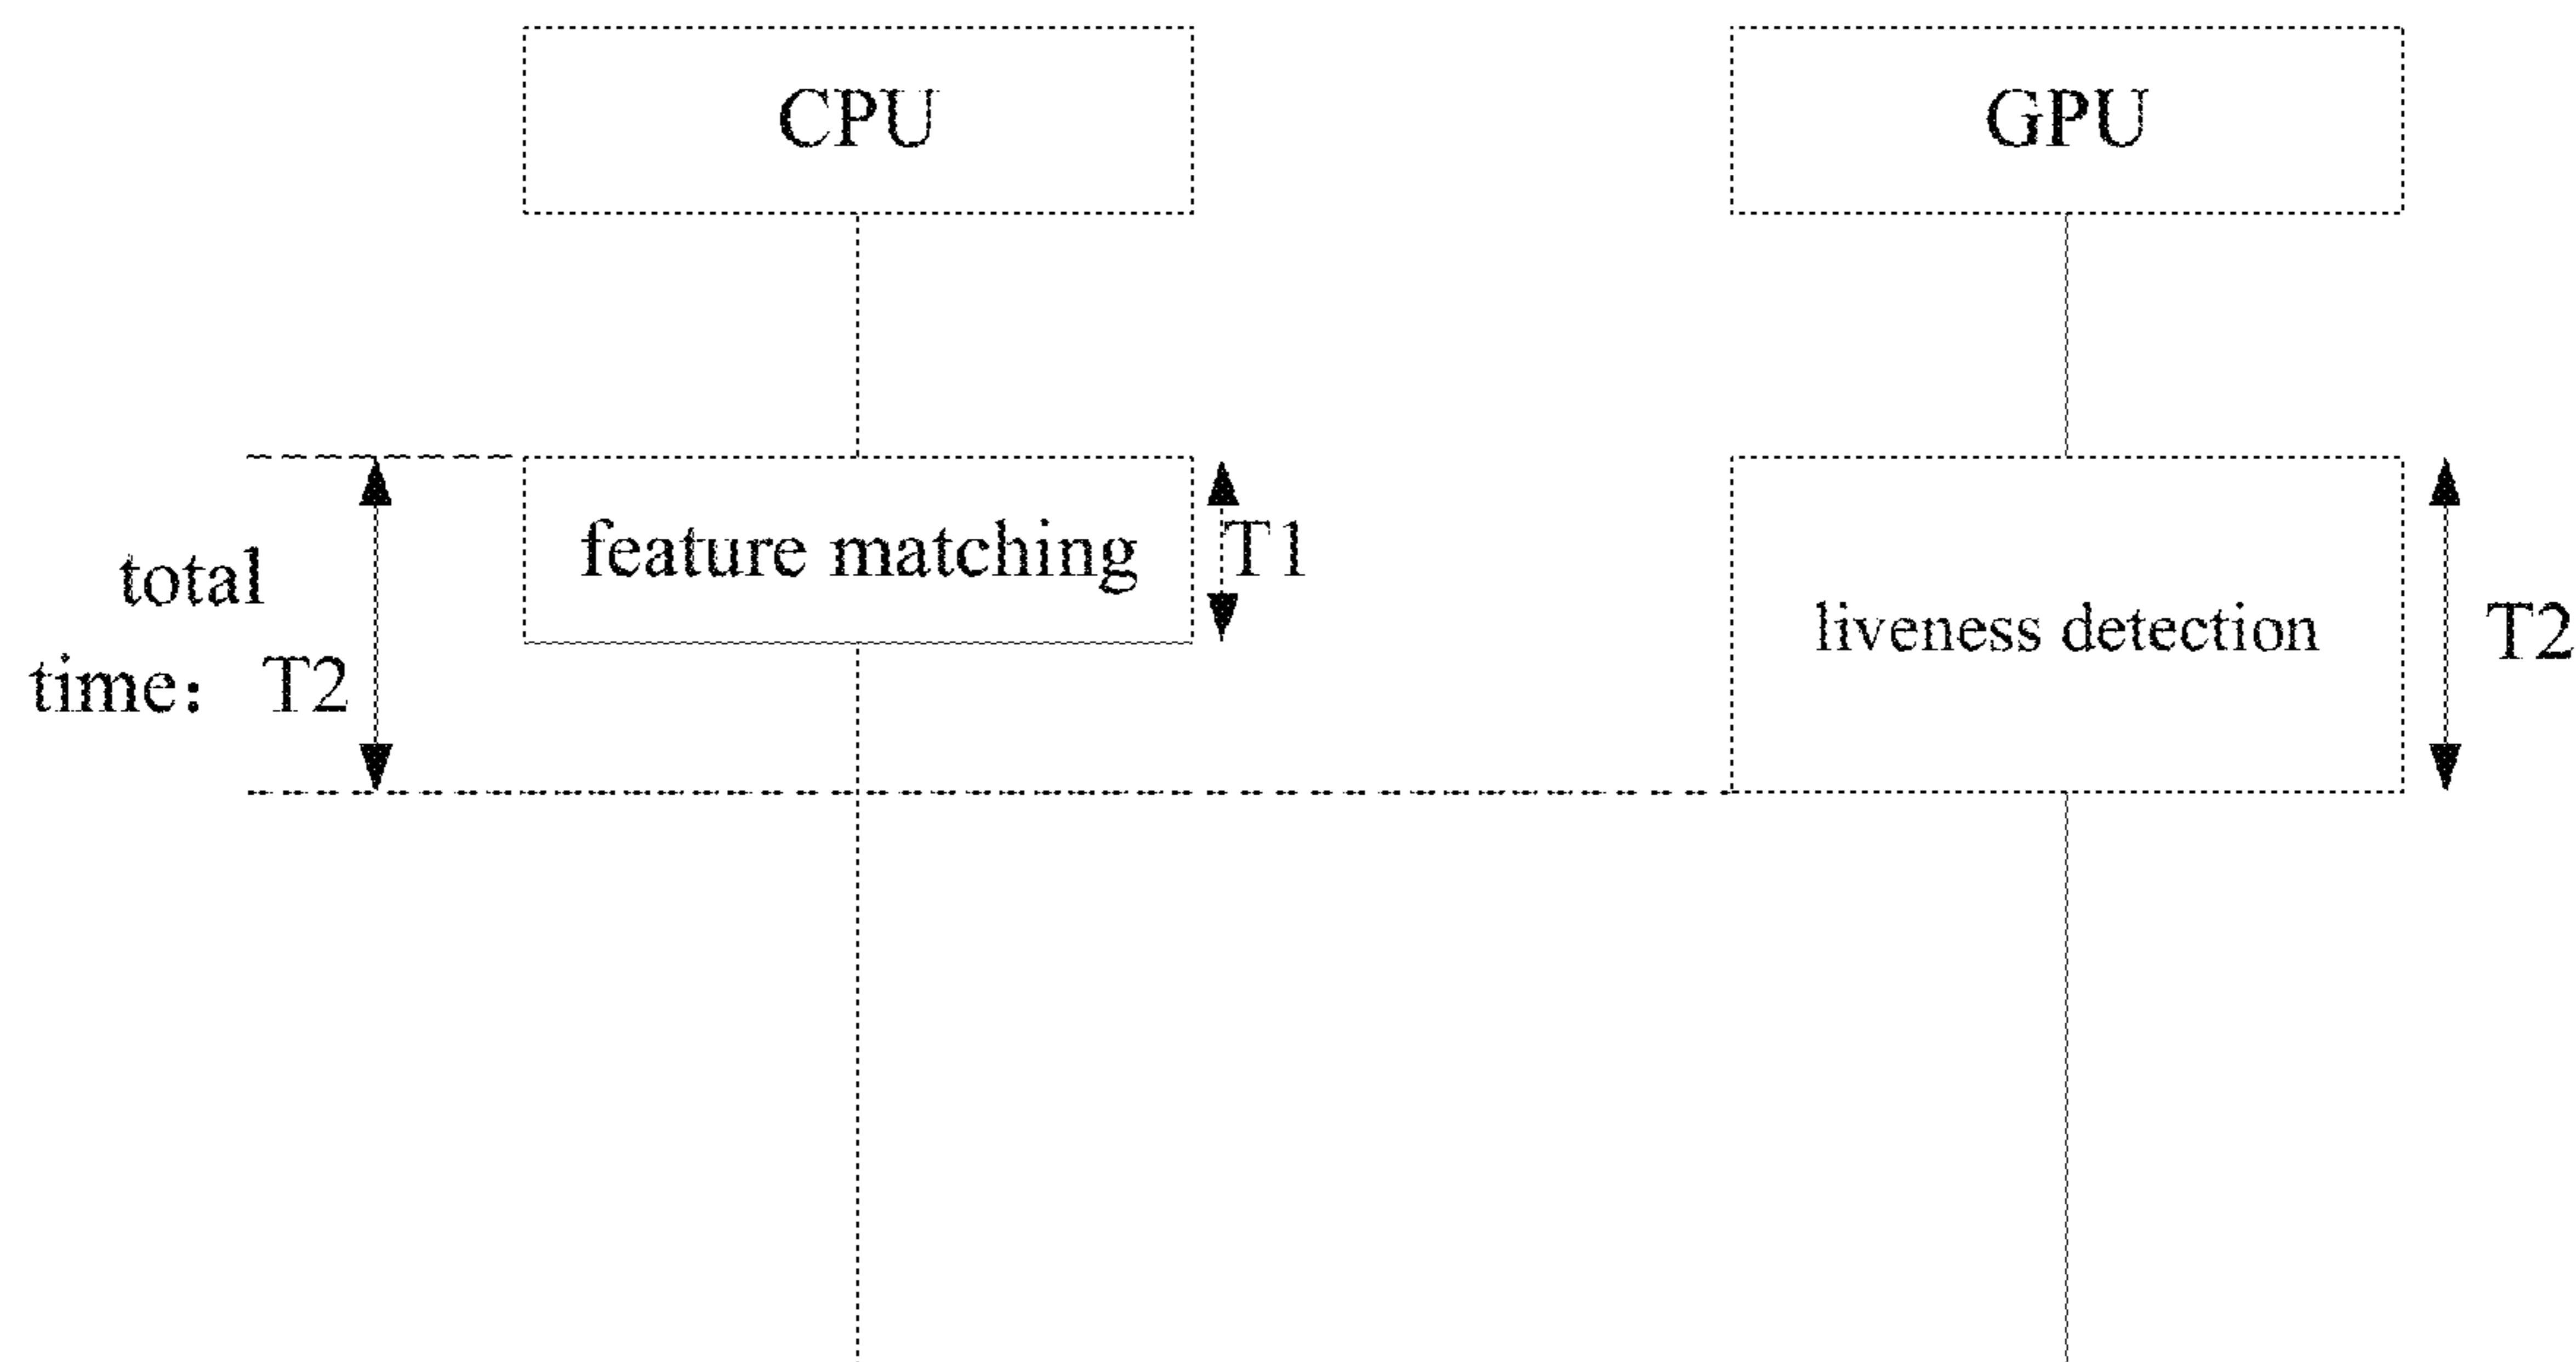 CPU
GPU
feature matching
T1
total
time：T2
liveness detection
T2